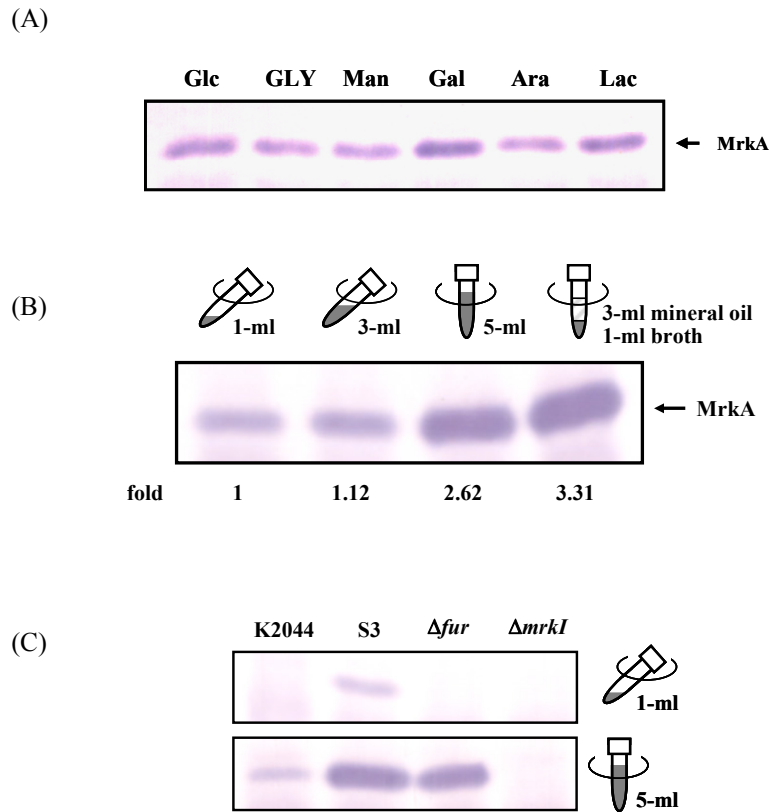 (A)
Glc GLY Man Gal Ara Lac
MrkA
(B)
1-ml 3-ml 5-ml 3-ml mineral oil
1-ml broth
MrkA
fold 1 1.12 2.62 3.31
(C)
K2044 S3 Δfur ΔmrkI
1-ml
5-ml